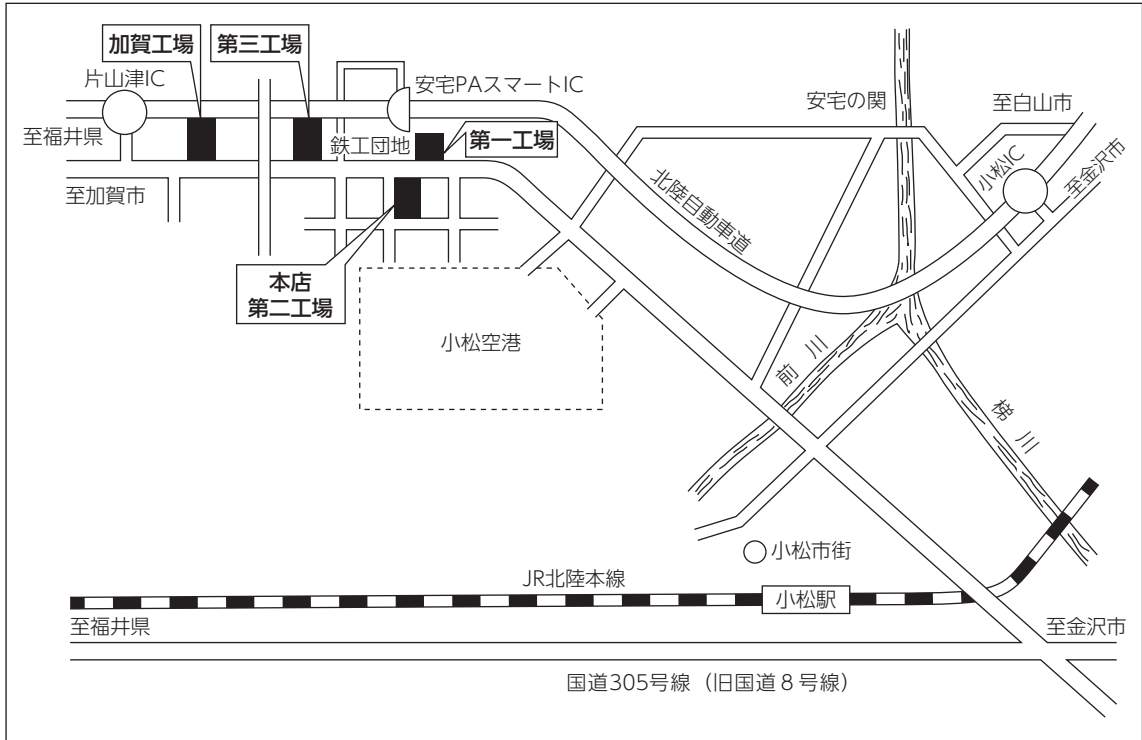 加賀工場
第三工場
片山津IC
安宅PAスマートIC
安宅の関
至白山市
至福井県
鉄工団地
第一工場
小松IC
至金沢市
至加賀市
北陸自動車道
本店
第二工場
小松空港
前川
梯川
小松市街
JR北陸本線
小松駅
至福井県
至金沢市
国道305号線（旧国道８号線）